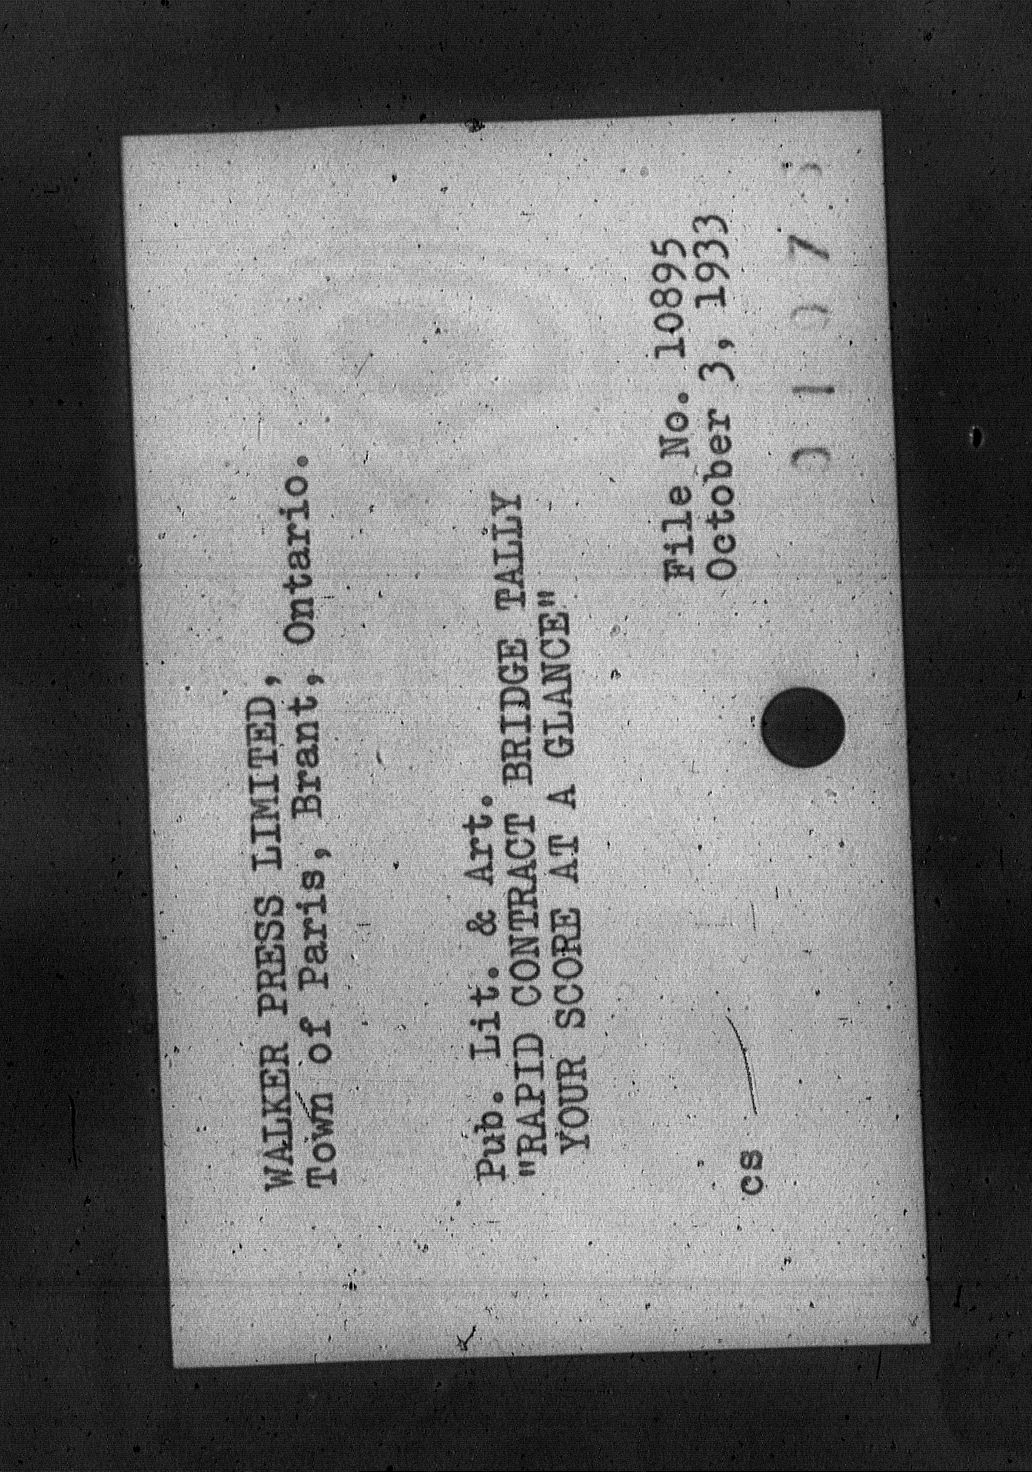 WALKER PRESS LIMITED,
Town of Paris, Brant, Ontario.
Pub. Lit. & Art.
"RAPID CONTRACT BRIDGE TALLY
YOUR SCORE AT A GLANCE"
File No. 10895
October 3, 1933
cs